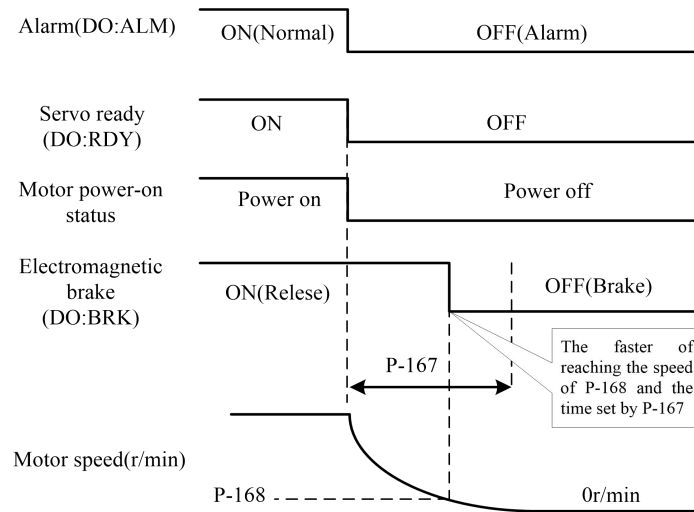 Alarm(DO:ALM)
ON(Normal)
OFF(Alarm)
Servo ready
(DO:RDY)
ON
OFF
Motor power-on
status
Power on
Power off
Electromagnetic
brake
(DO:BRK)
ON(Relese)
OFF(Brake)
The faster of
reaching the speed
of P-168 and the
time set by P-167
P-167
Motor speed(r/min)
P-168
0r/min